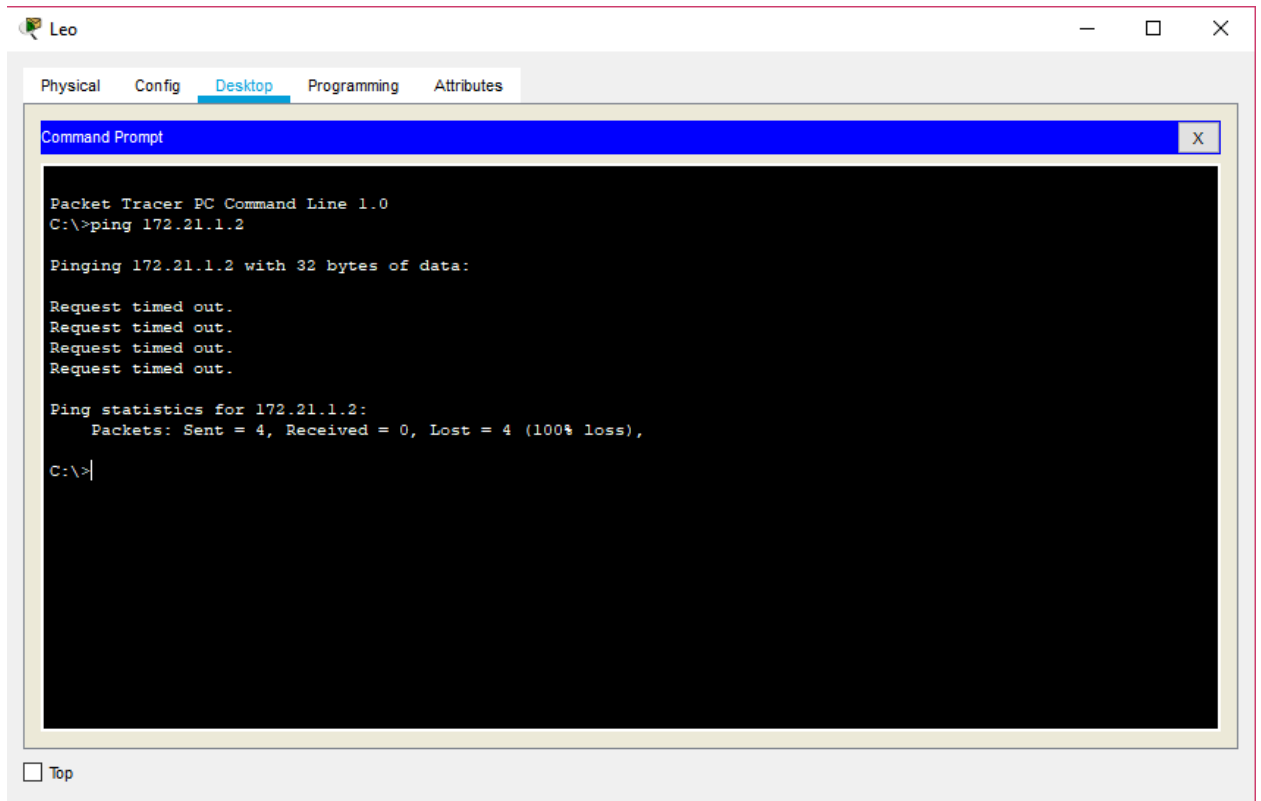 Leo
Physical Config Desktop Programming Attributes
Command Prompt
X
Packet Tracer PC Command Line 1.0
C:\>ping 172.21.1.2
Pinging 172.21.1.2 with 32 bytes of data:
Request timed out.
Request timed out.
Request timed out.
Request timed out.
Ping statistics for 172.21.1.2:
Packets: Sent = 4, Received = 0, Lost = 4 (100% loss),
C:\>
Top